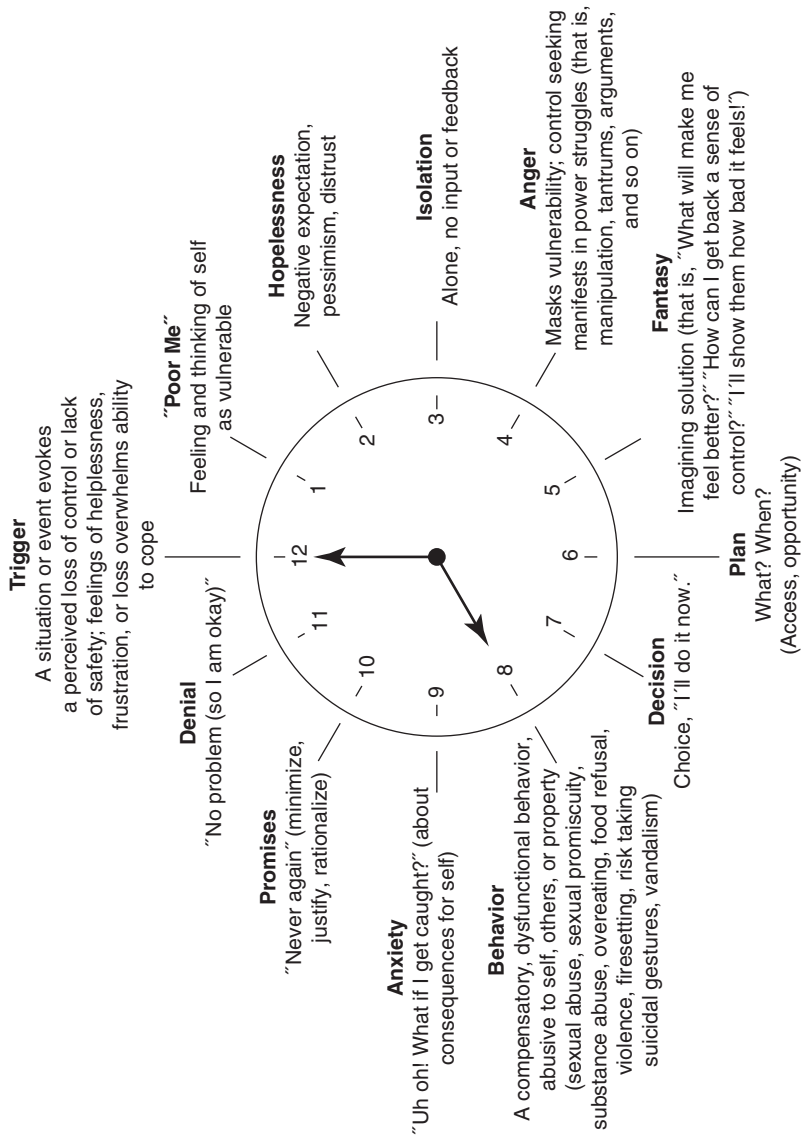 Trigger
A situation or event evokes
a perceived loss of control or lack
of safety; feelings of helplessness,
frustration, or loss overwhelms ability
to cope
˝Poor Me˝
Feeling and thinking of self
as vulnerable
Hopelessness
Negative expectation,
pessimism, distrust
Isolation
Alone, no input or feedback
Anger
Masks vulnerability; control seeking
manifests in power struggles (that is,
manipulation, tantrums, arguments,
and so on)
Fantasy
Imagining solution (that is, ˝What will make me
feel better?˝ ˝How can I get back a sense of
control?˝ ˝I´ll show them how bad it feels!˝)
Plan
What? When?
(Access, opportunity)
Decision
Choice, ˝I´ll do it now.˝
Behavior
A compensatory, dysfunctional behavior,
abusive to self, others, or property
(sexual abuse, sexual promiscuity,
substance abuse, overeating, food refusal,
violence, firesetting, risk taking
suicidal gestures, vandalism)
Anxiety
˝Uh oh! What if I get caught?˝ (about
consequences for self)
Promises
˝Never again˝ (minimize,
justify, rationalize)
Denial
˝No problem (so I am okay)˝
12
1
2
3
4
5
6
7
8
9
10
11